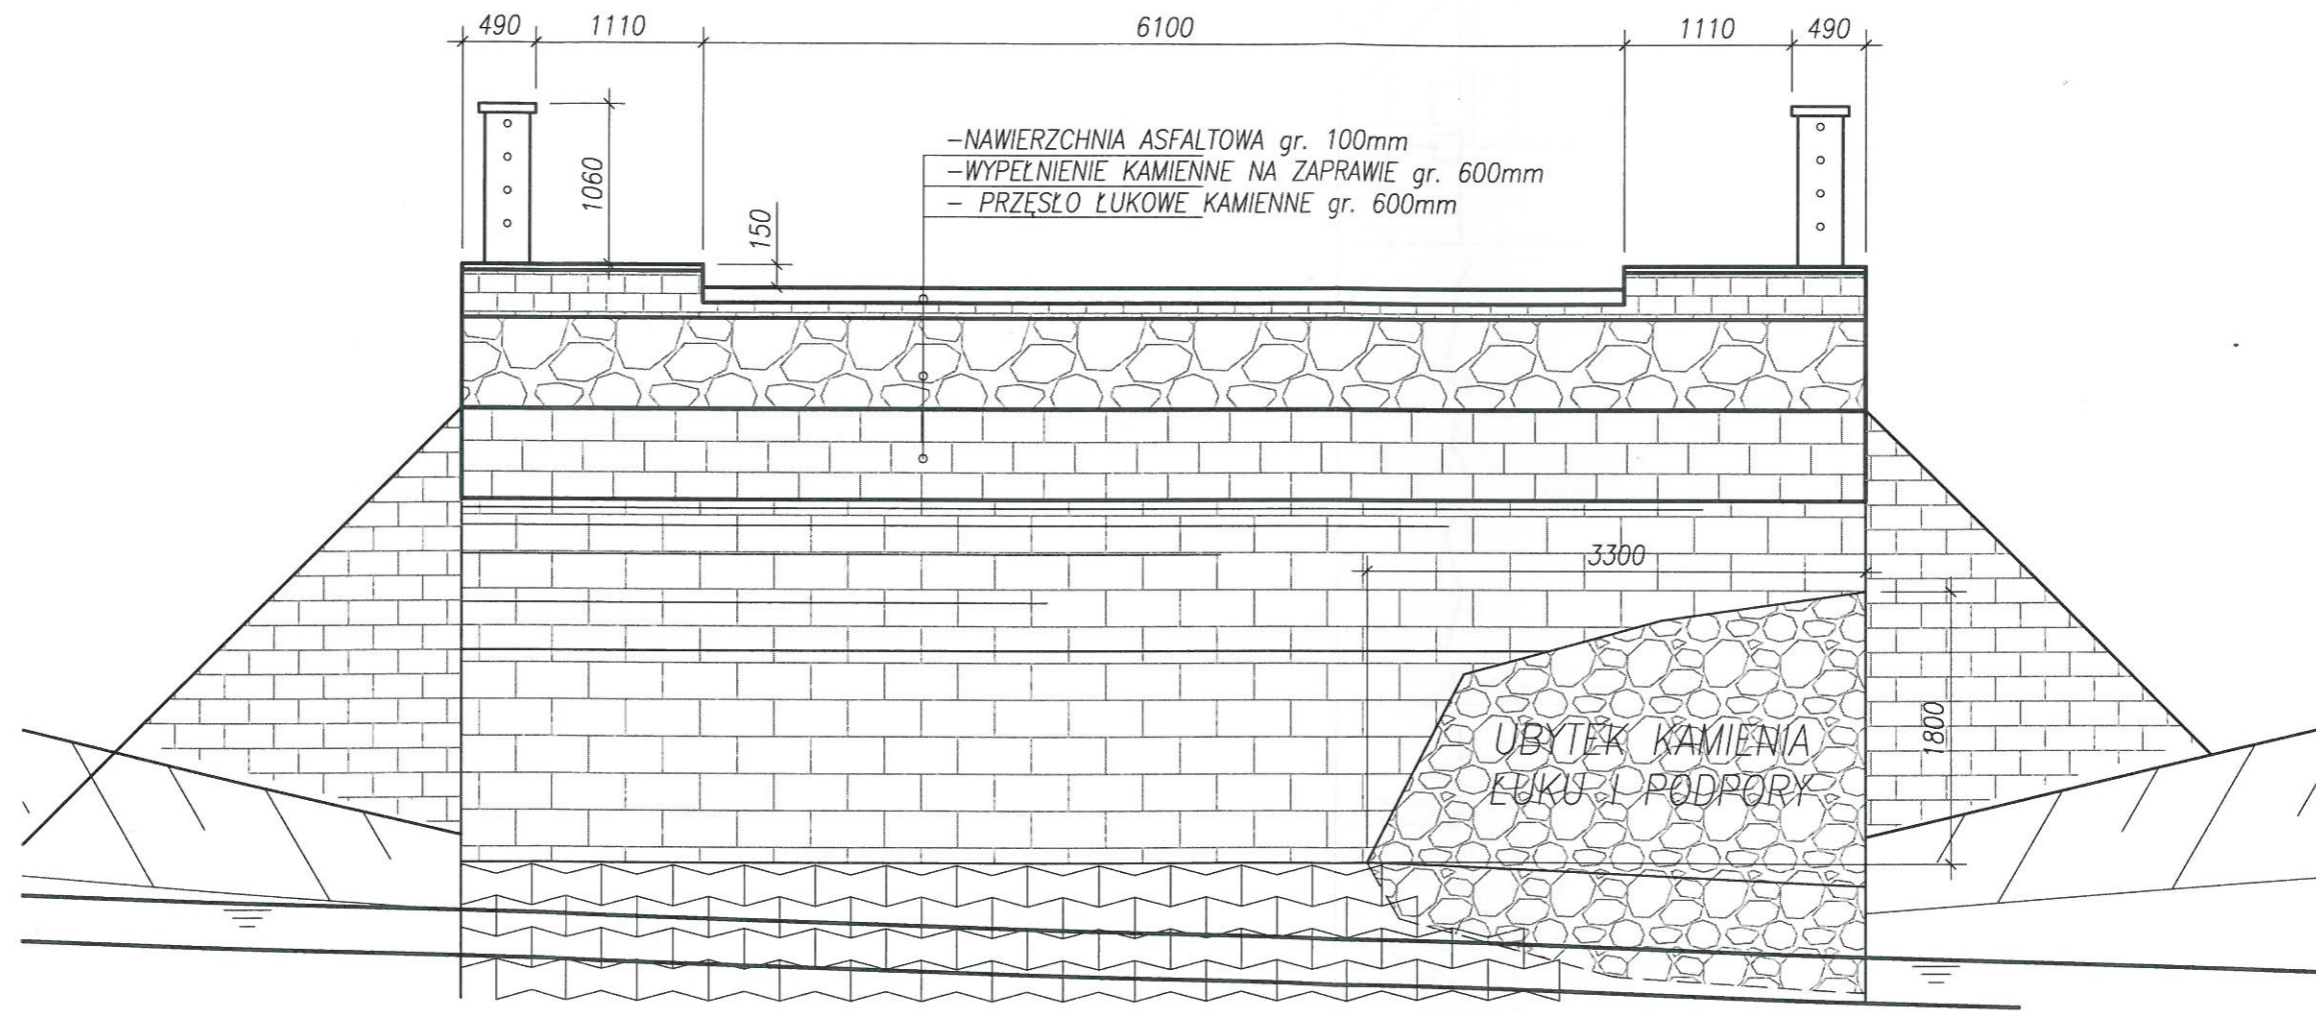 490 1110 6100 1110 490
-NAWIERZCHNIA ASFALTOWA gr. 100mm
-WYPEŁNIENIE KAMIENNE NA ZAPRAWIE gr. 600mm
- PRZĘSŁO ŁUKOWE KAMIENNE gr. 600mm
1060
150
3300
UBYTEK KAMIENIA
ŁUKU I PODPORY
1800